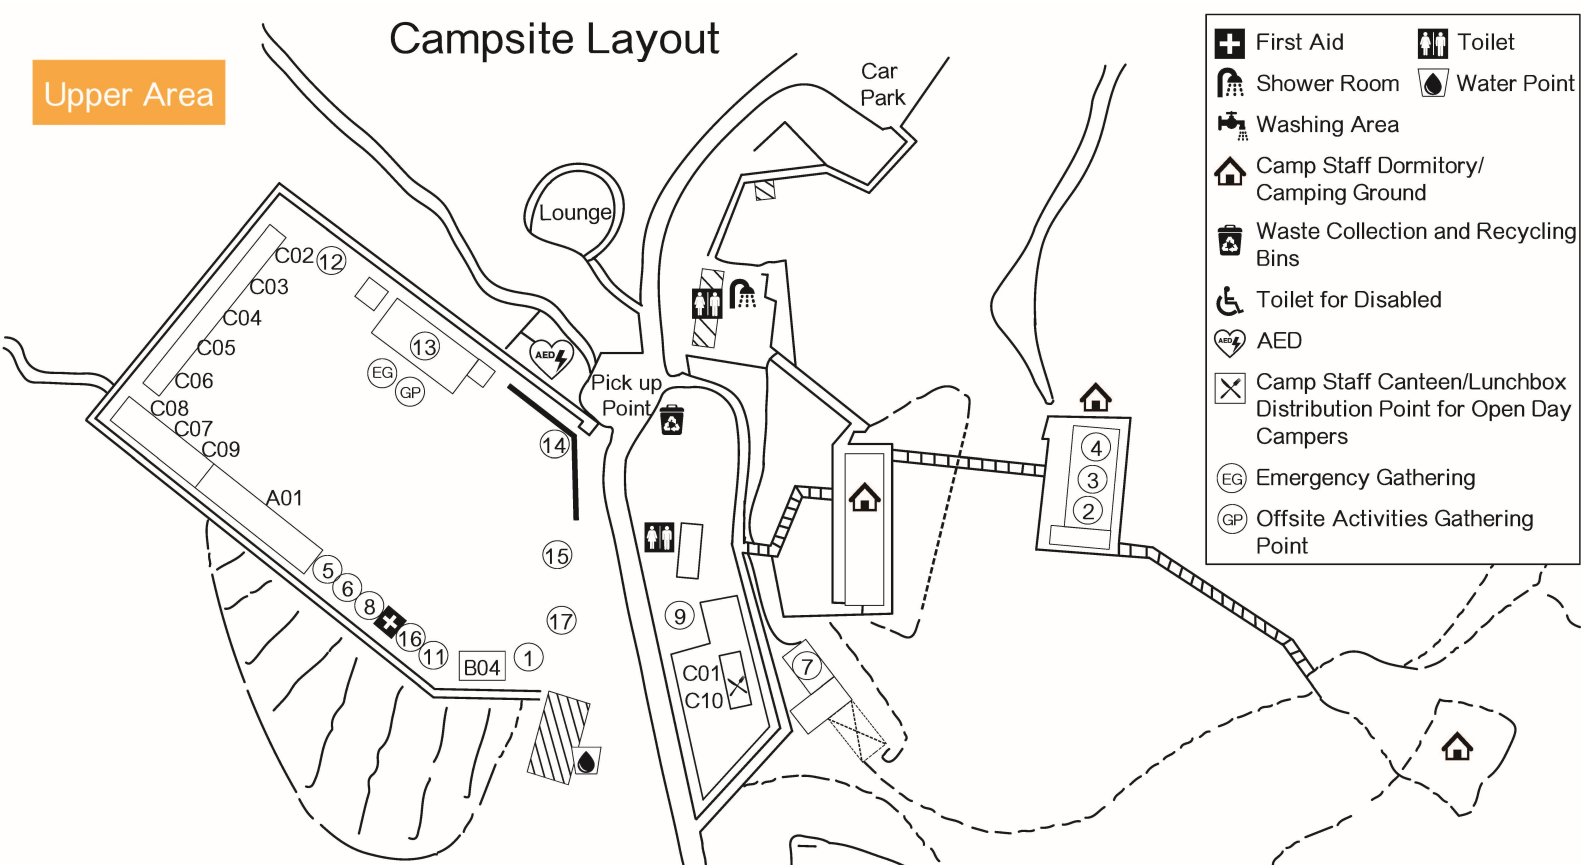 Campsite Layout
Upper Area
Car
Park
Lounge
C02 12
C03
C04
C05
C06
C08
C07
C09
A01
13
EG
GP
AED
Pick up
Point
14
15
17
5
6
8
16
11
B04
1
9
C01
C10
7
4
3
2
First Aid
Toilet
Shower Room
Water Point
Washing Area
Camp Staff Dormitory/
Camping Ground
Waste Collection and Recycling
Bins
Toilet for Disabled
AED AED
Camp Staff Canteen/Lunchbox
Distribution Point for Open Day
Campers
EG Emergency Gathering
GP Offsite Activities Gathering
Point